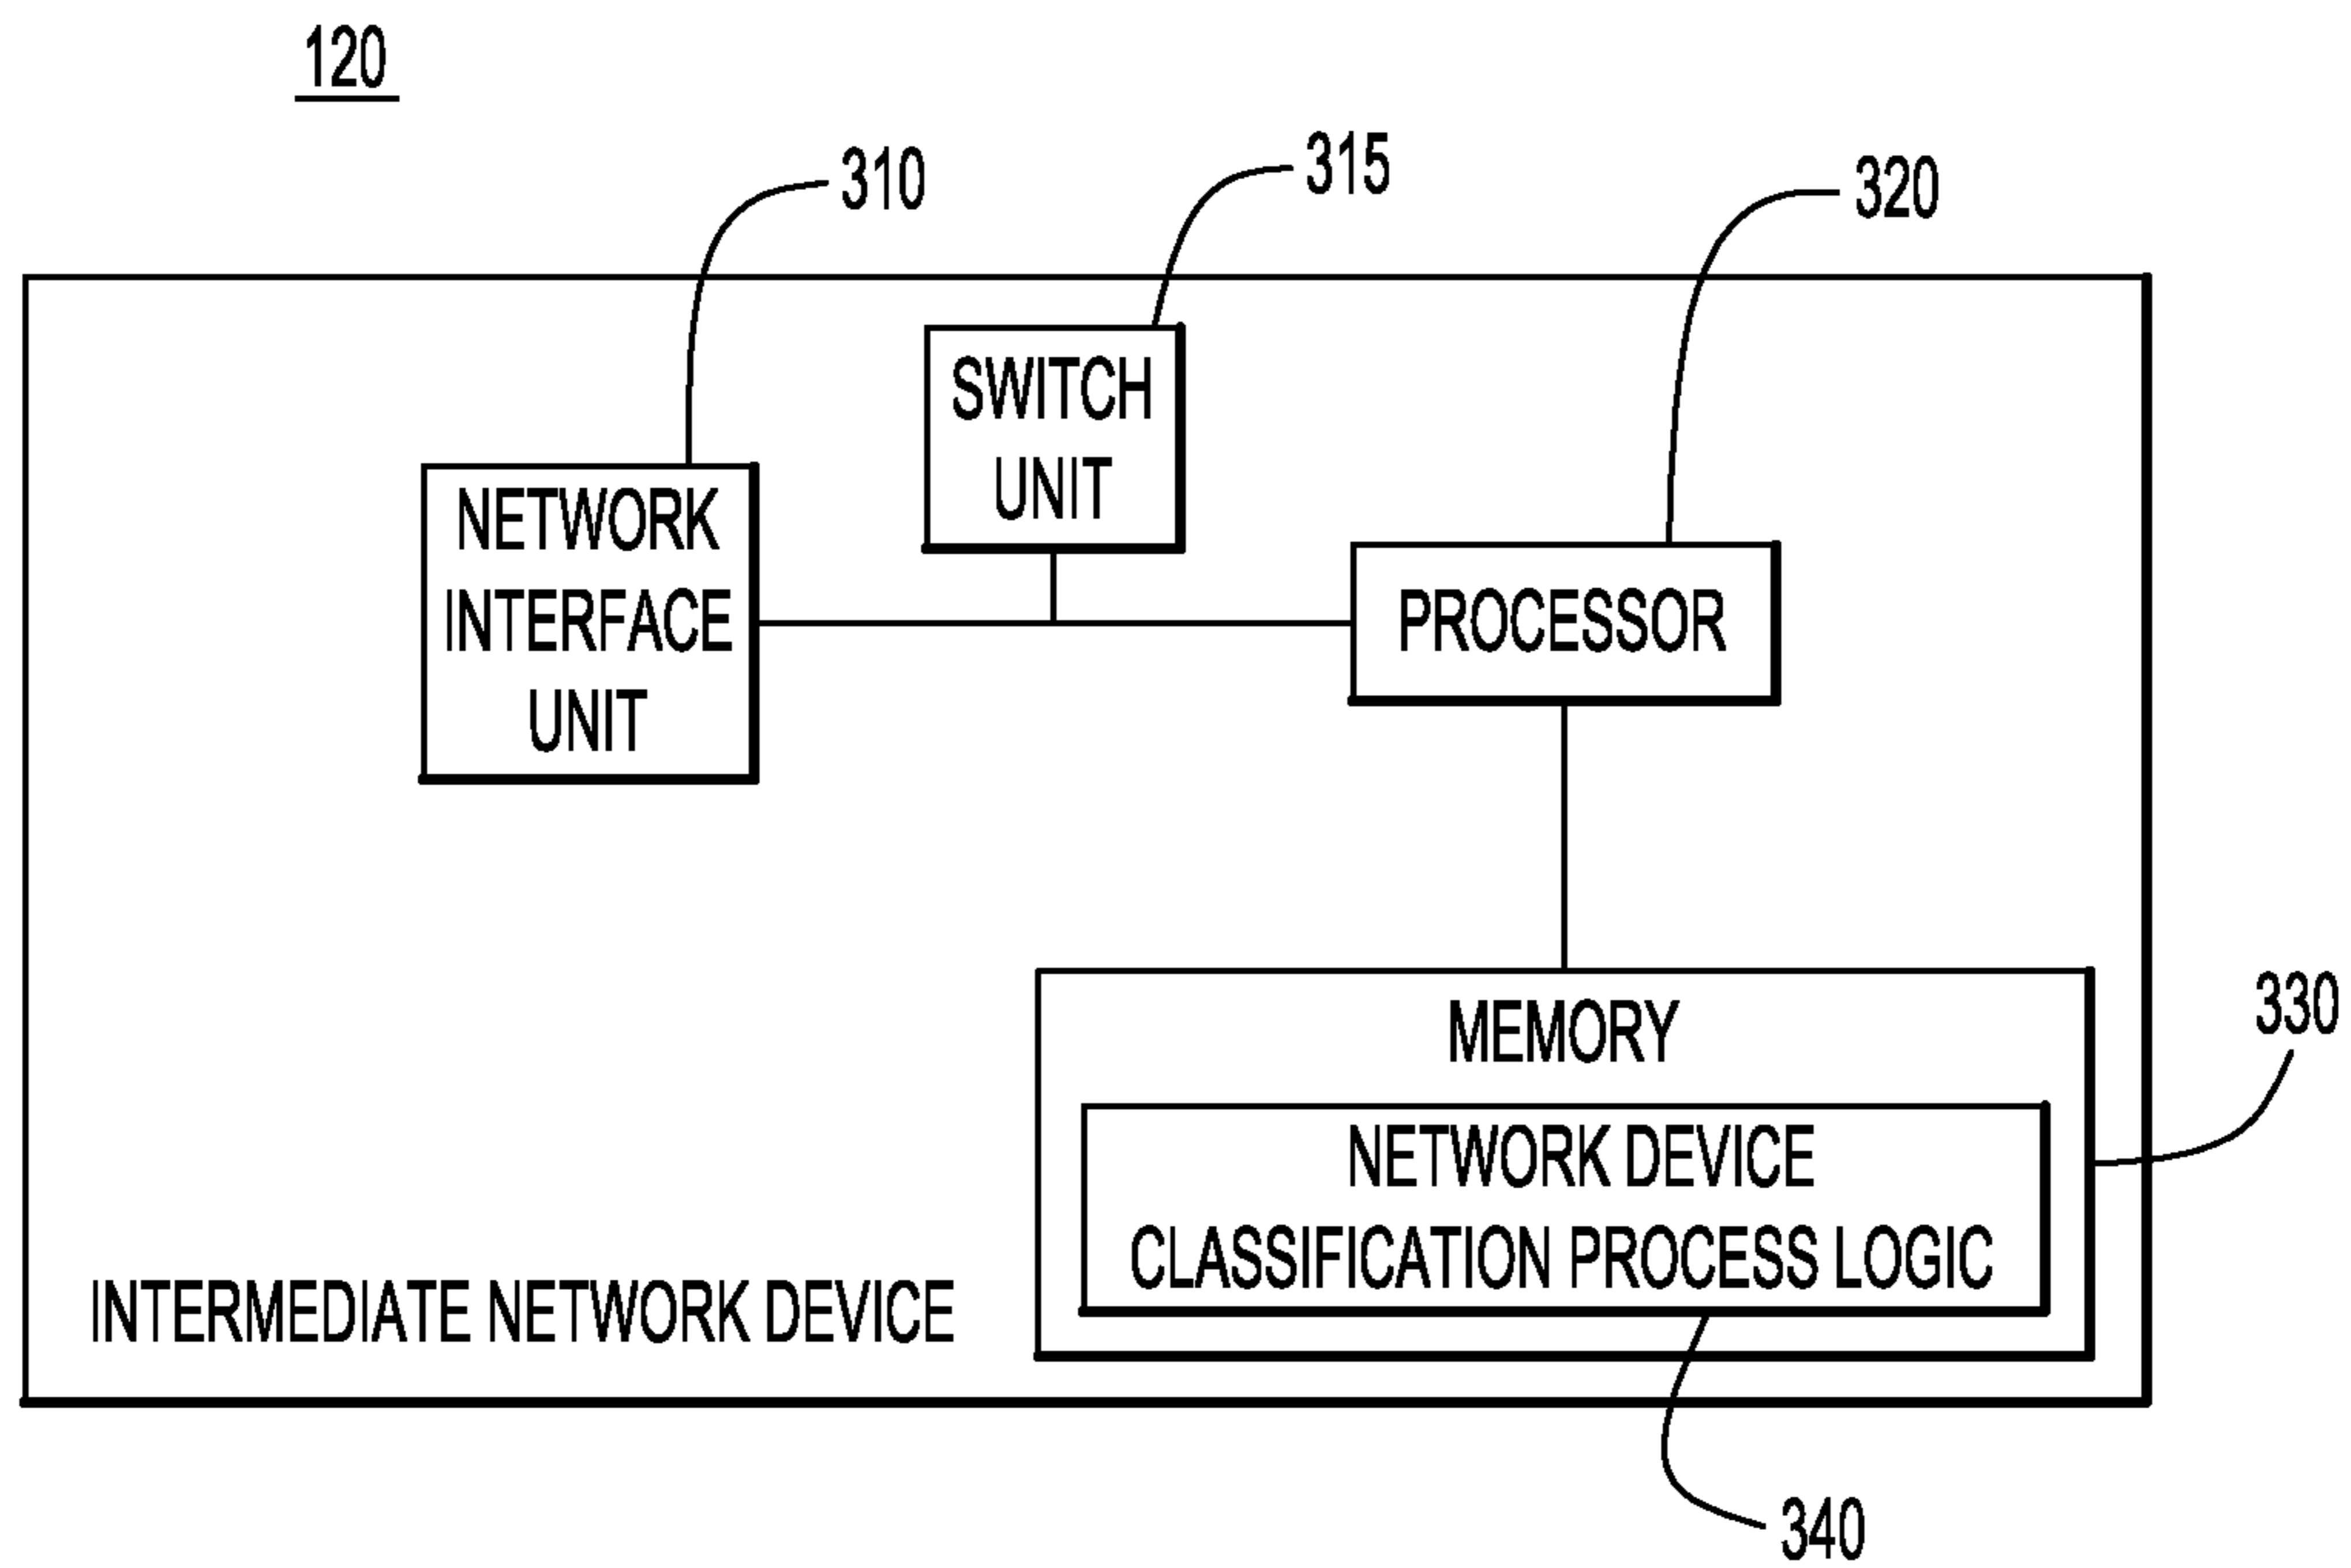 120
310
315
320
SWITCH
UNIT
NETWORK
INTERFACE
UNIT
PROCESSOR
MEMORY
330
NETWORK DEVICE
CLASSIFICATION PROCESS LOGIC
INTERMEDIATE NETWORK DEVICE
340